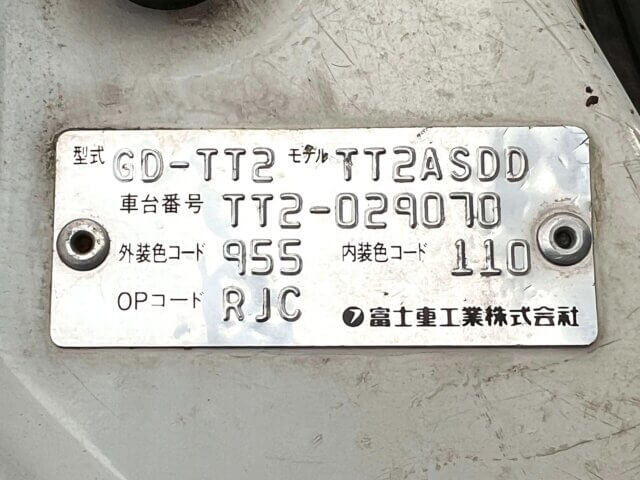 型式 GD-TT2 モデル TT2ASDD
車台番号 TT2-029070
外装色コード 955 内装色コード 110
OPコード RJC フ 富士重工業株式会社